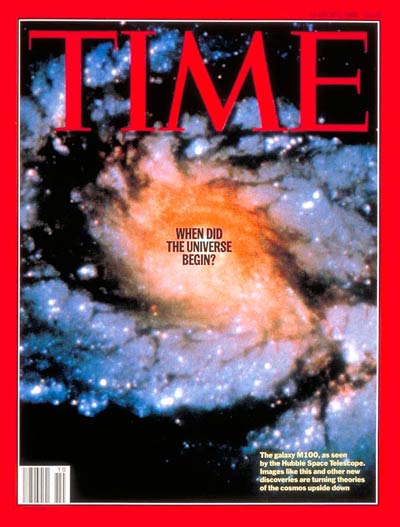 TIME
WHEN DID
THE UNIVERSE
BEGIN?
The galaxy M100, as seen
by the Hubble Space Telescope.
Images like this and other new
discoveries are turning theories
of the cosmos upside down
10